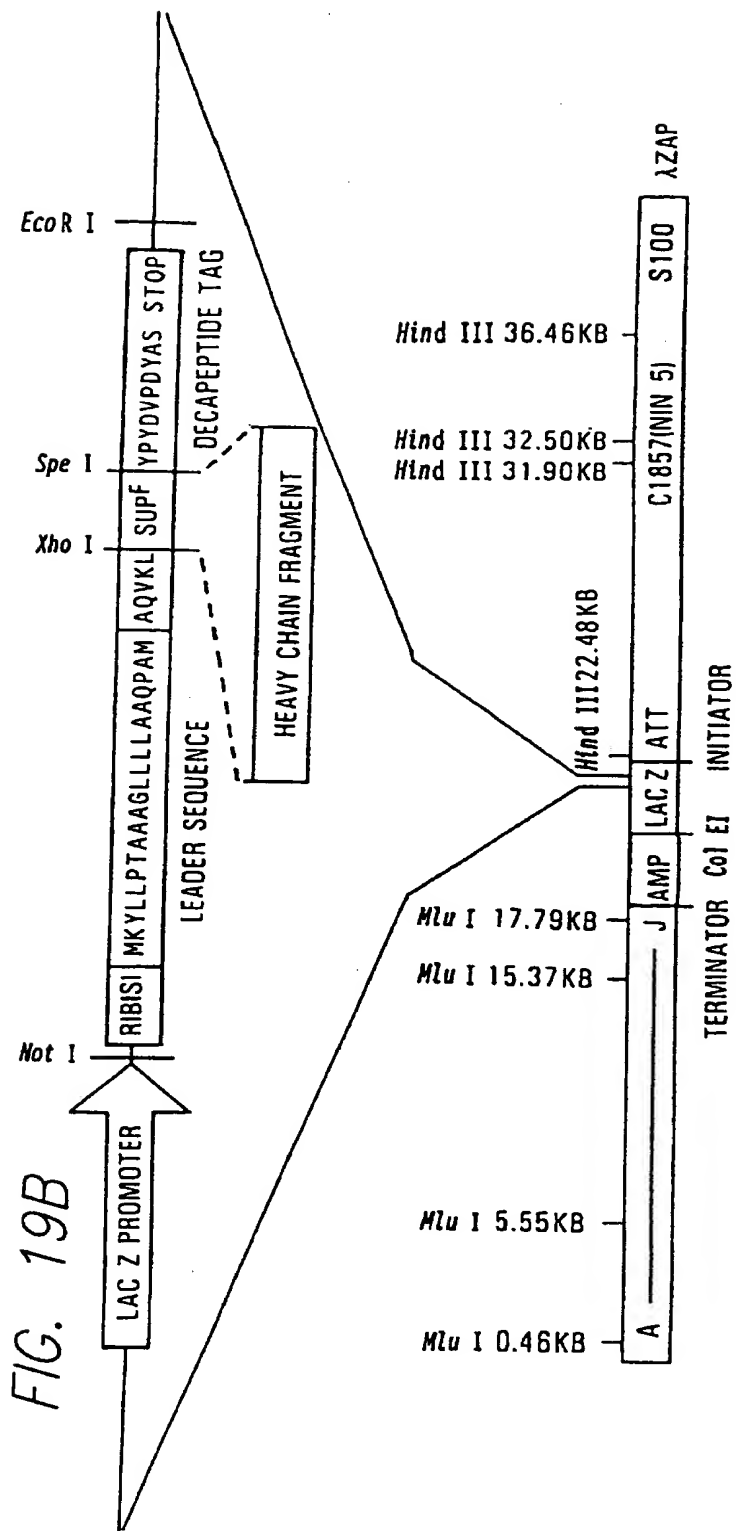 FIG. 19B
LAC Z PROMOTER
Not I
RIBISI
MKYLLPTAAAGLLLLAAQPAM
AQVKL
SUPF
YPYDVPDYAS STOP
Xho I
Spe I
EcoR I
LEADER SEQUENCE
DECAPEPTIDE TAG
HEAVY CHAIN FRAGMENT
Mlu I 0.46KB
Mlu I 5.55KB
Mlu I 15.37KB
Mlu I 17.79KB
Hind III 22.48KB
Hind III 31.90KB
Hind III 32.50KB
Hind III 36.46KB
A
J
AMP
LAC Z
ATT
C1857(NIN 5)
S100
λZAP
TERMINATOR
Col EI
INITIATOR